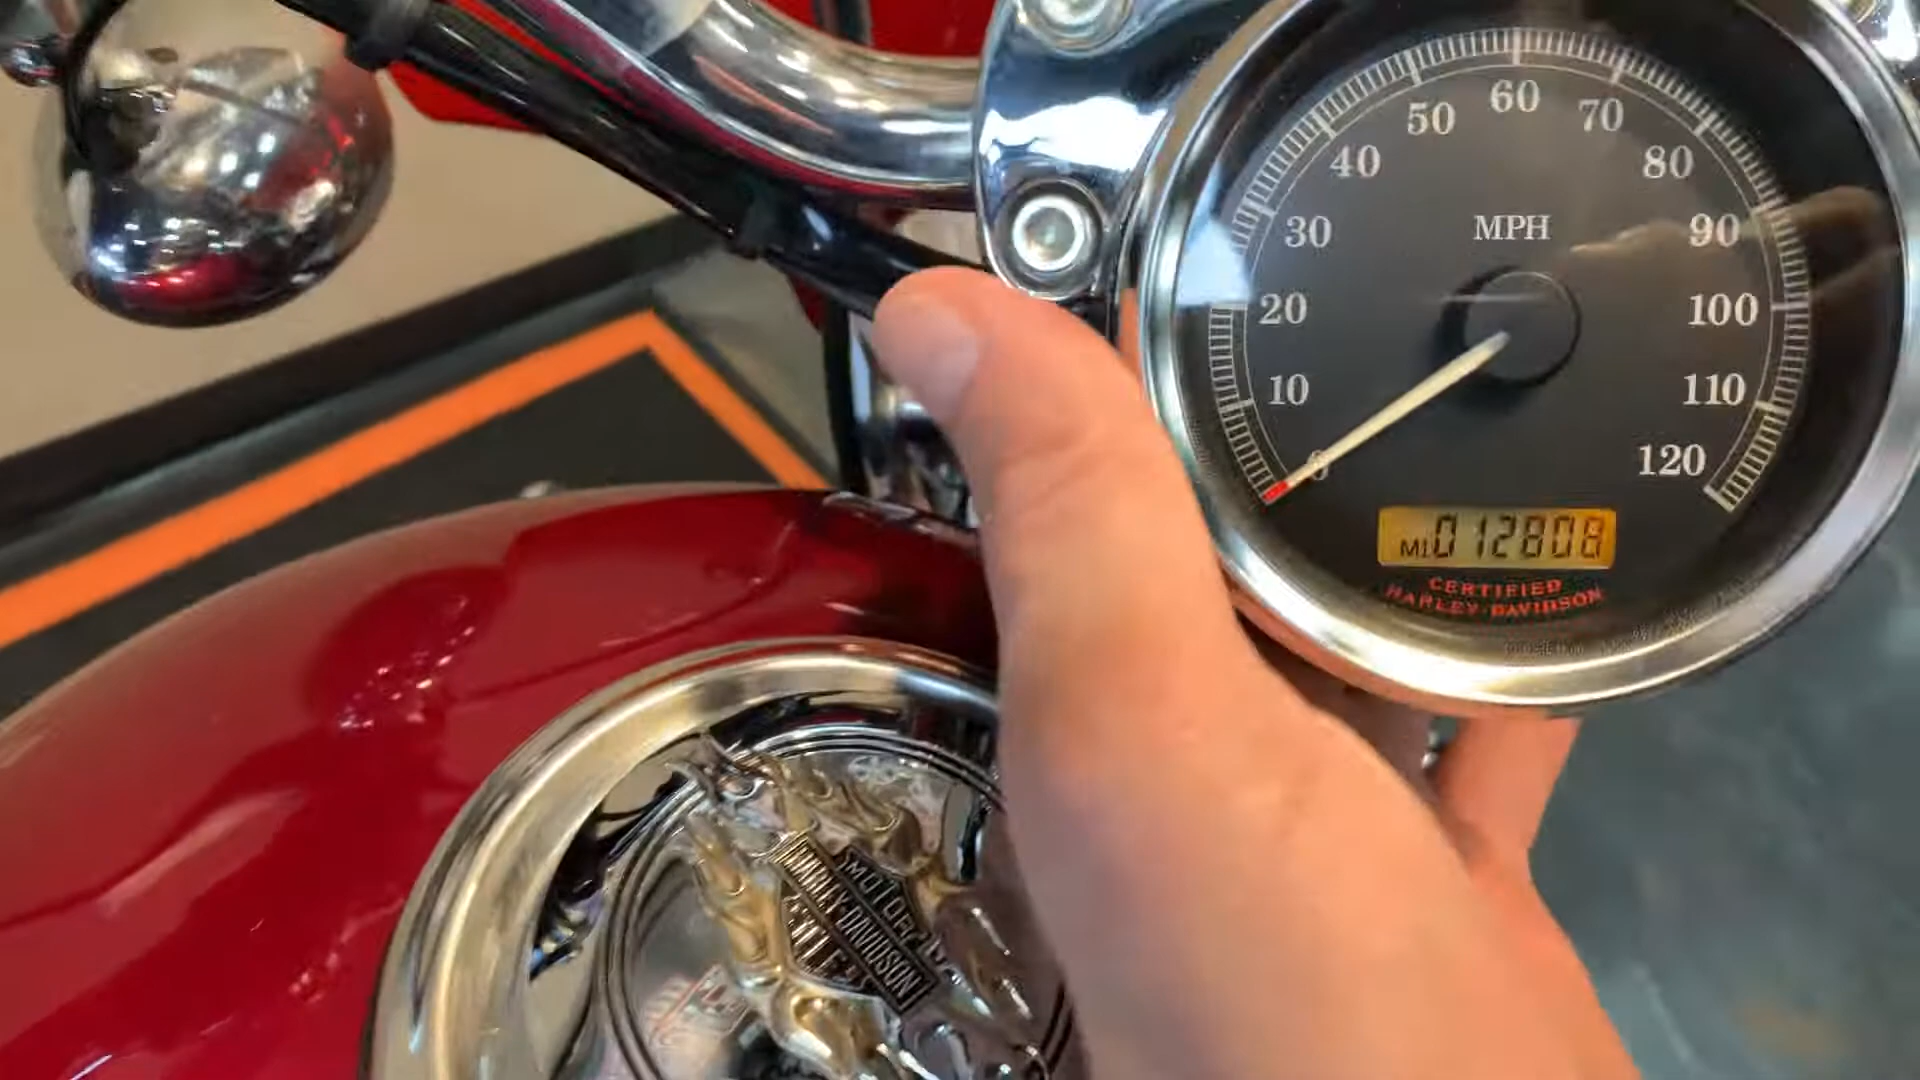 60
50 70
40 80
MPH
30 90
20 100
10 110
0 120
MI 012808
CERTIFIED
HARLEY-DAVIDSON
MOTOR
HARLEY-DAVIDSON
CYCLES